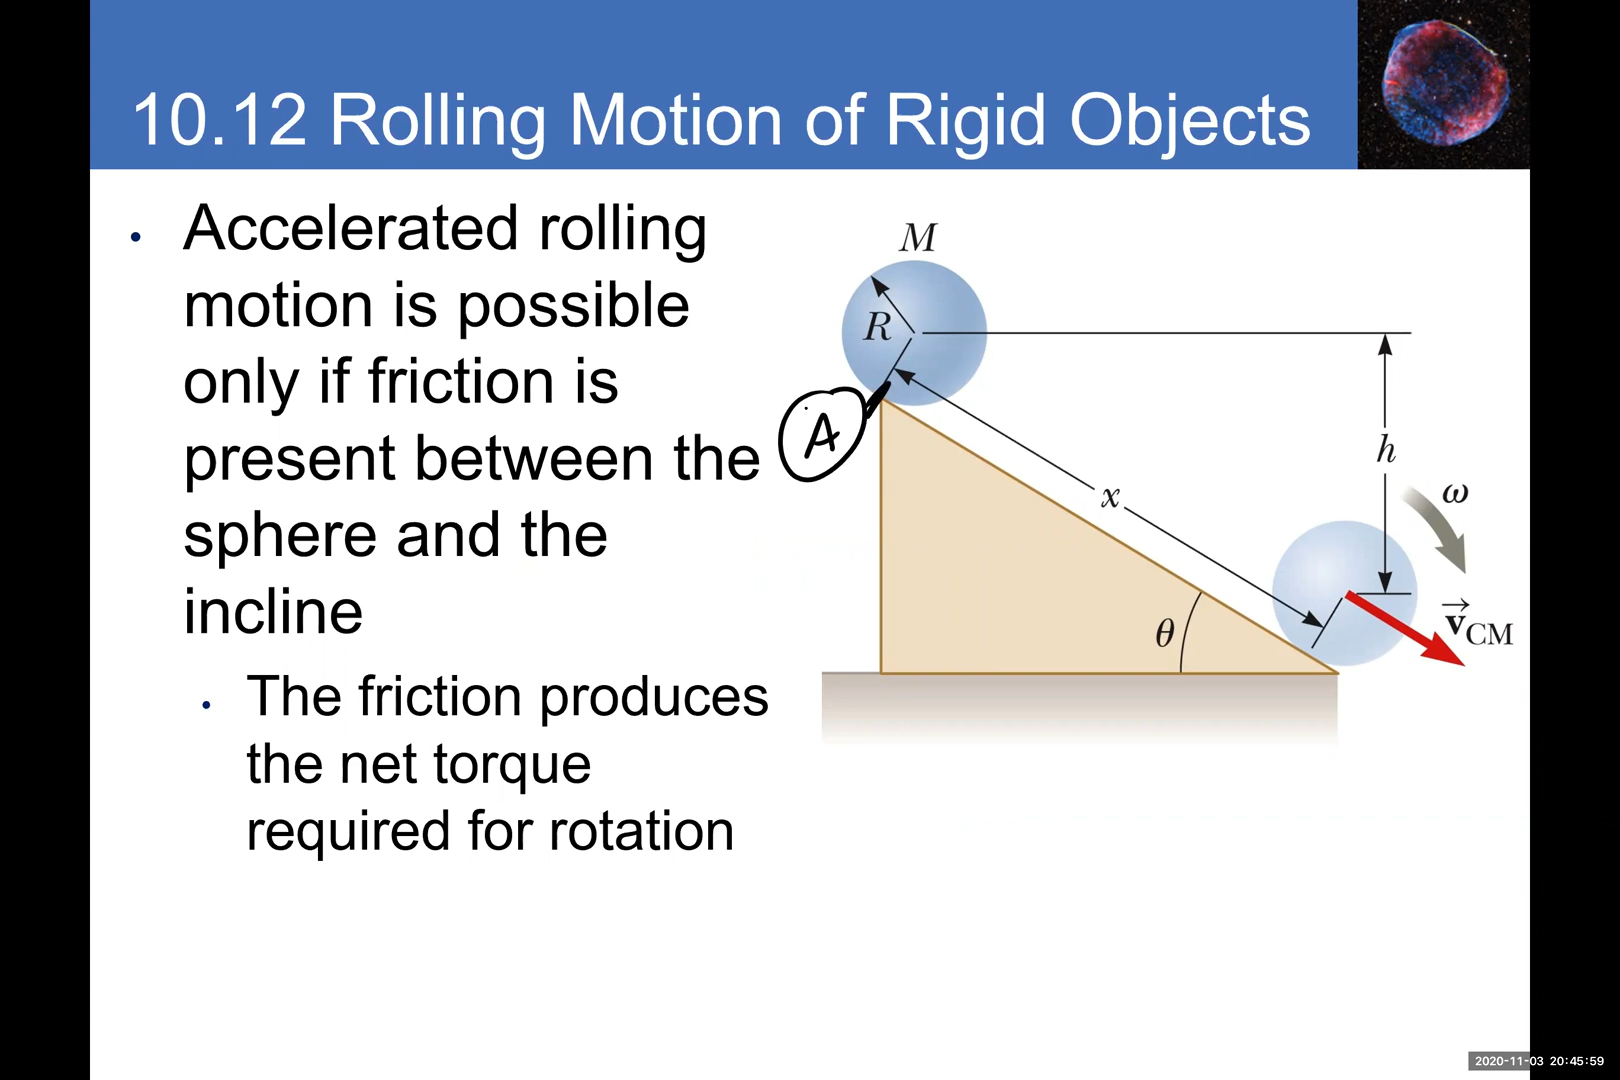 10.12 Rolling Motion of Rigid Objects
• Accelerated rolling
motion is possible
only if friction is
present between the
sphere and the
incline
• The friction produces
the net torque
required for rotation
M
R
A
x
h
ω
θ
v⃗CM
2020-11-03 20:45:59